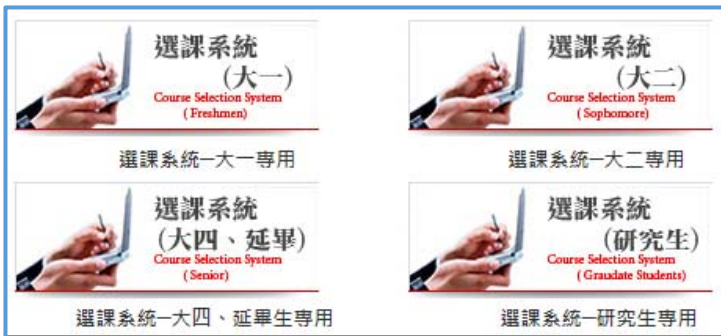 選課系統
(大一)
Course Selection System
( Freshmen)
選課系統─大一專用
選課系統
(大二)
Course Selection System
( Sophomore)
選課系統─大二專用
選課系統
(大四、延畢)
Course Selection System
( Senior)
選課系統─大四、延畢生專用
選課系統
(研究生)
Course Selection System
( Graudate Students)
選課系統─研究生專用